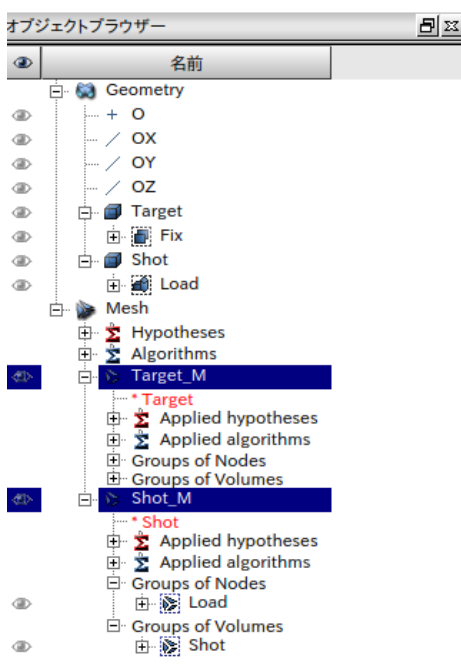 オブジェクトブラウザー
名前
Geometry
O
OX
OY
OZ
Target
Fix
Shot
Load
Mesh
Hypotheses
Algorithms
Target_M
* Target
Applied hypotheses
Applied algorithms
Groups of Nodes
Groups of Volumes
Shot_M
* Shot
Applied hypotheses
Applied algorithms
Groups of Nodes
Load
Groups of Volumes
Shot